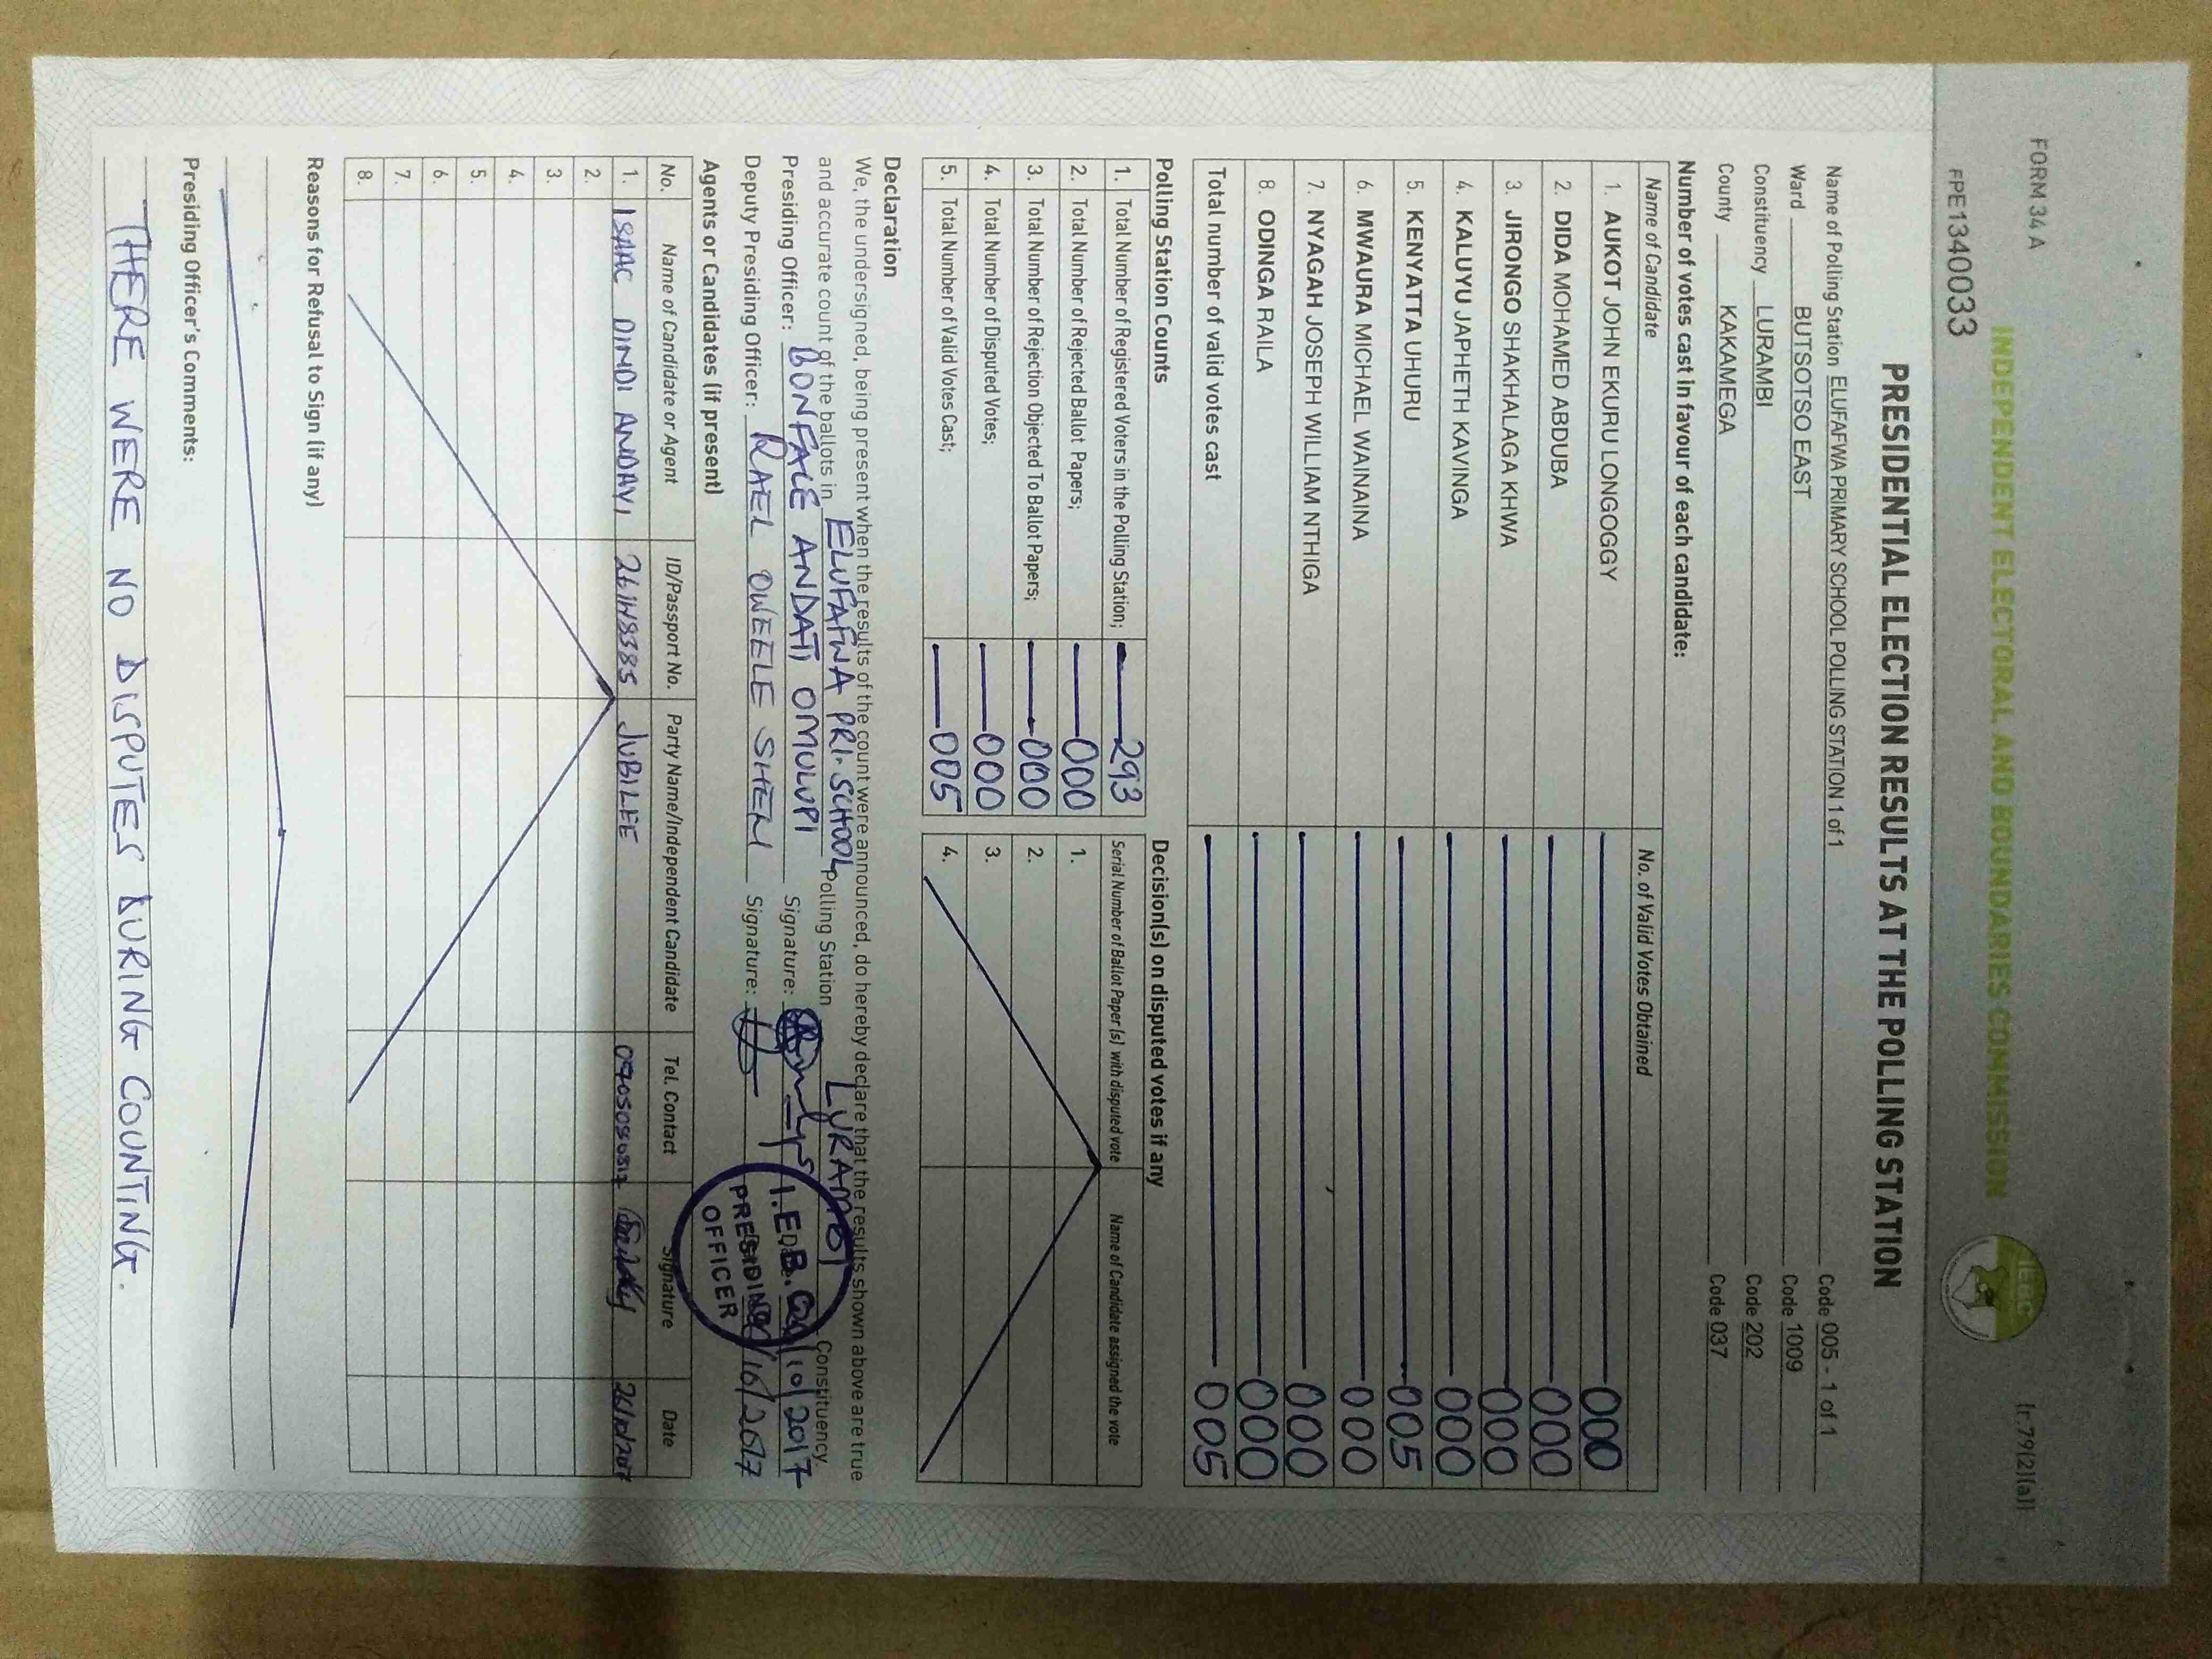 FORM 34 A
(r.79(2)(a))
INDEPENDENT ELECTORAL AND BOUNDARIES COMMISSION
IEBC
FPE1340033
PRESIDENTIAL ELECTION RESULTS AT THE POLLING STATION
Name of Polling Station ELUFAFWA PRIMARY SCHOOL POLLING STATION 1 of 1 Code 005 - 1 of 1
Ward BUTSOTSO EAST Code 1009
Constituency LURAMBI Code 202
County KAKAMEGA Code 037
Number of votes cast in favour of each candidate:
Name of Candidate No. of Valid Votes Obtained
1. AUKOT JOHN EKURU LONGOGGY 000
2. DIDA MOHAMED ABDUBA 000
3. JIRONGO SHAKHALAGA KHWA 000
4. KALUYU JAPHETH KAVINGA 000
5. KENYATTA UHURU 005
6. MWAURA MICHAEL WAINAINA 000
7. NYAGAH JOSEPH WILLIAM NTHIGA 000
8. ODINGA RAILA 000
Total number of valid votes cast 005
Polling Station Counts
1. Total Number of Registered Voters in the Polling Station; 293
2. Total Number of Rejected Ballot Papers; 000
3. Total Number of Rejection Objected To Ballot Papers; 000
4. Total Number of Disputed Votes; 000
5. Total Number of Valid Votes Cast; 005
Decision(s) on disputed votes if any
Serial Number of Ballot Paper(s) with disputed vote Name of Candidate assigned the vote
1.
2.
3.
4.
Declaration
We, the undersigned, being present when the results of the count were announced, do hereby declare that the results shown above are true
and accurate count of the ballots in ELUFAFWA PRI. SCHOOL Polling Station LURAMBI Constituency
Presiding Officer: BONFACE ANDATI OMULUPI Signature: /10/2017
Deputy Presiding Officer: RAEL OWEELE SHEM Signature: /10/2017
I.E.B.C
PRESIDING
OFFICER
Agents or Candidates (if present)
No. Name of Candidate or Agent ID/Passport No. Party Name/Independent Candidate Tel. Contact Signature Date
1. ISAAC DINDI ANDAYI JUBILEE 26/10/2017
2.
3.
4.
5.
6.
7.
8.
Reasons for Refusal to Sign (if any)
Presiding Officer's Comments:
THERE WERE NO DISPUTES DURING COUNTING.